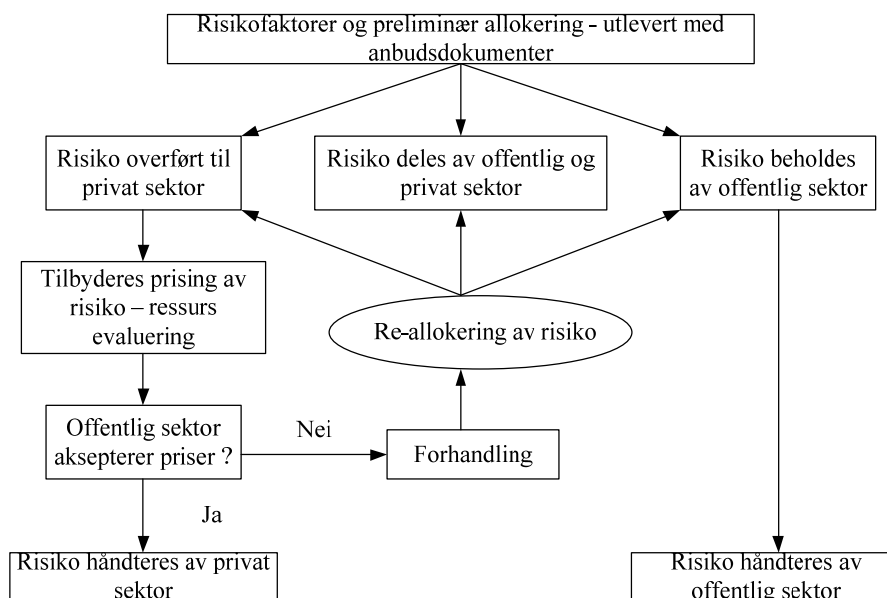 Risikofaktorer og preliminær allokering - utlevert med
anbudsdokumenter
Risiko overført til
privat sektor
Risiko deles av offentlig og
privat sektor
Risiko beholdes
av offentlig sektor
Tilbyderes prising av
risiko – ressurs
evaluering
Re-allokering av risiko
Offentlig sektor
aksepterer priser ?
Nei
Forhandling
Ja
Risiko håndteres av privat
sektor
Risiko håndteres av
offentlig sektor